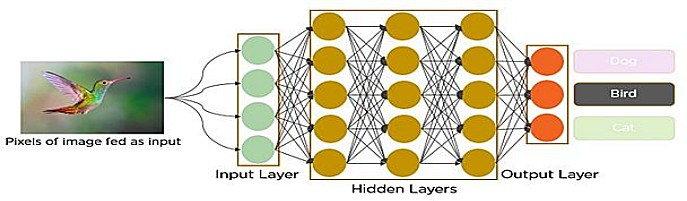 Pixels of image fed as input
Input Layer
Hidden Layers
Output Layer
Dog
Bird
Cat